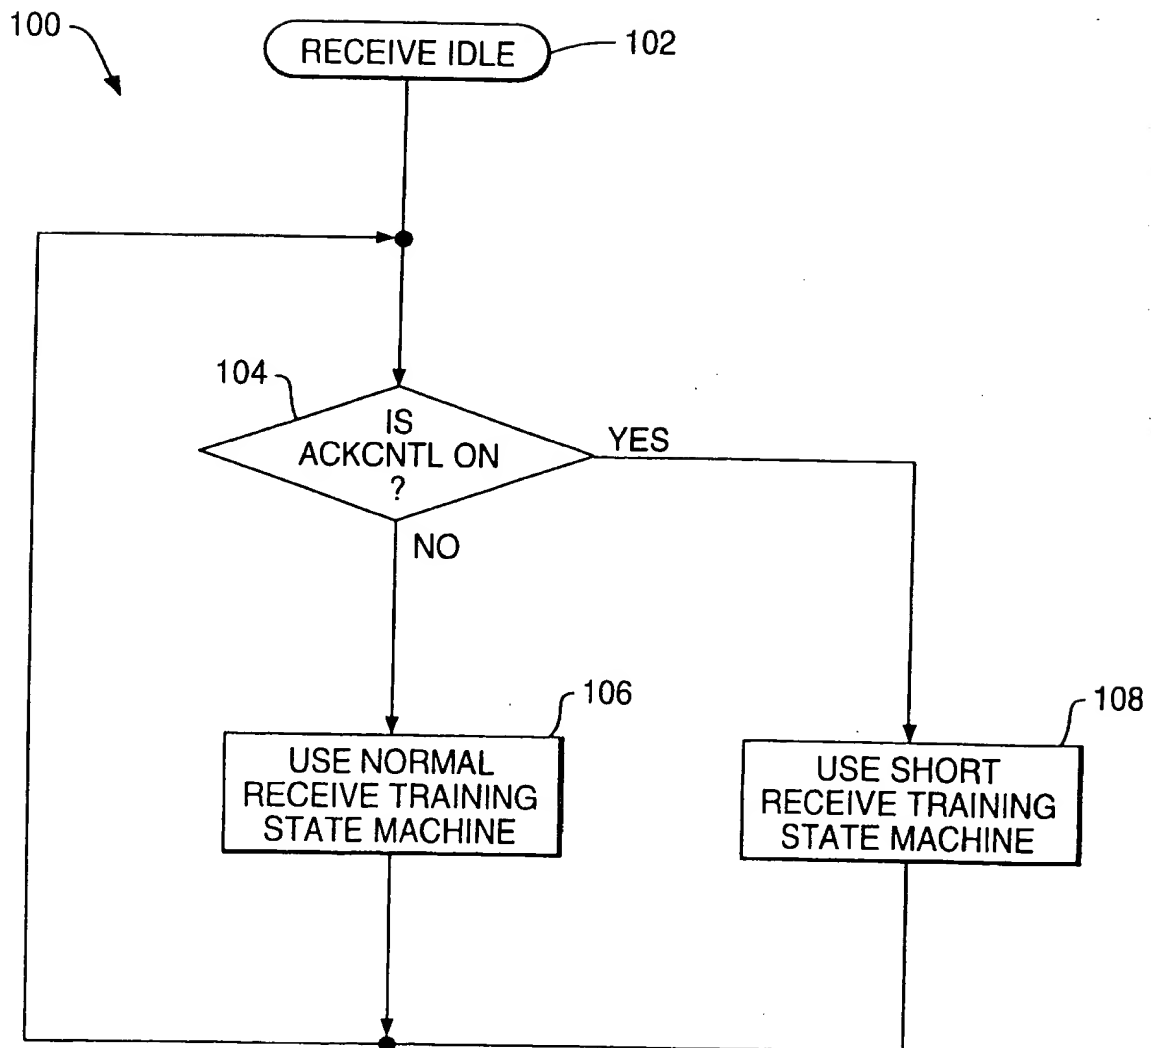 100
RECEIVE IDLE
102
104
IS
ACKCNTL ON
?
YES
NO
106
USE NORMAL
RECEIVE TRAINING
STATE MACHINE
108
USE SHORT
RECEIVE TRAINING
STATE MACHINE